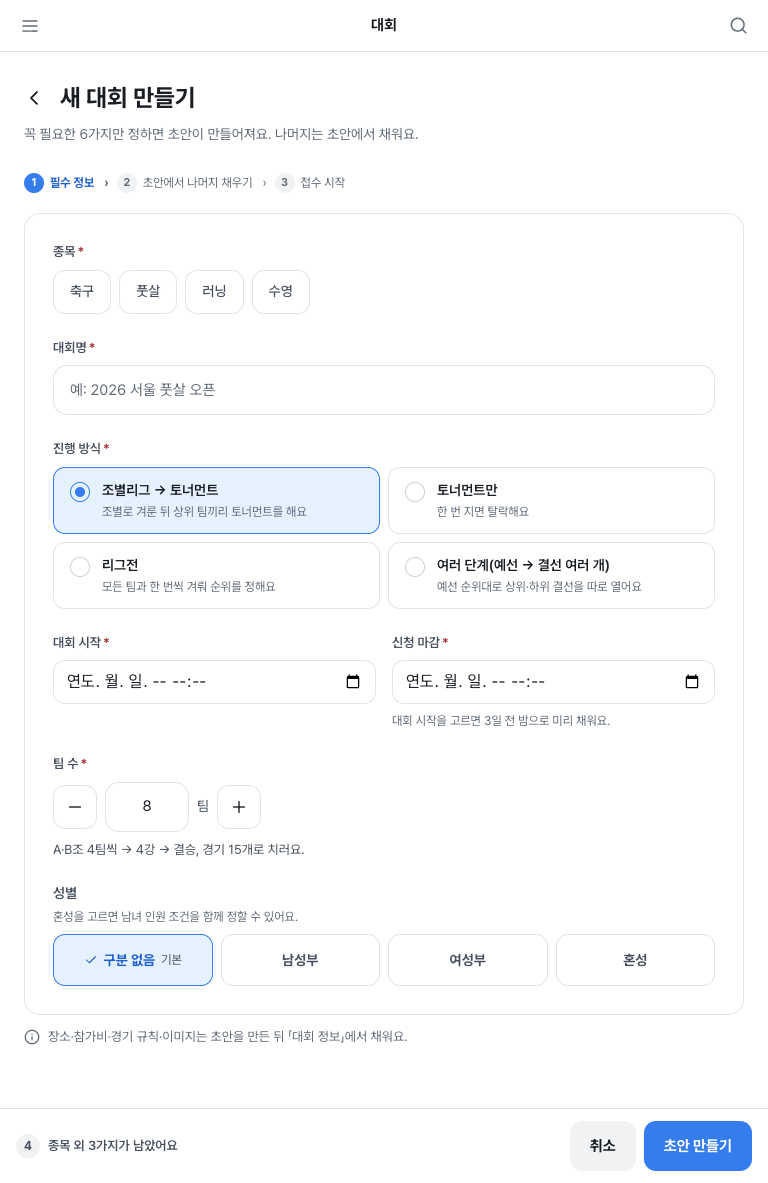 대회
새 대회 만들기
꼭 필요한 6가지만 정하면 초안이 만들어져요. 나머지는 초안에서 채워요.
1 필수 정보 › 2 초안에서 나머지 채우기 › 3 접수 시작
종목 *
축구 풋살 러닝 수영
대회명 *
예: 2026 서울 풋살 오픈
진행 방식 *
조별리그 → 토너먼트
조별로 겨룬 뒤 상위 팀끼리 토너먼트를 해요
토너먼트만
한 번 지면 탈락해요
리그전
모든 팀과 한 번씩 겨뤄 순위를 정해요
여러 단계(예선 → 결선 여러 개)
예선 순위대로 상위·하위 결선을 따로 열어요
대회 시작 *
연도. 월. 일. -- --:--
신청 마감 *
연도. 월. 일. -- --:--
대회 시작을 고르면 3일 전 밤으로 미리 채워요.
팀 수 *
− 8 팀 +
A·B조 4팀씩 → 4강 → 결승, 경기 15개로 치러요.
성별
혼성을 고르면 남녀 인원 조건을 함께 정할 수 있어요.
구분 없음 기본 남성부 여성부 혼성
장소·참가비·경기 규칙·이미지는 초안을 만든 뒤 「대회 정보」에서 채워요.
4 종목 외 3가지가 남았어요
취소 초안 만들기